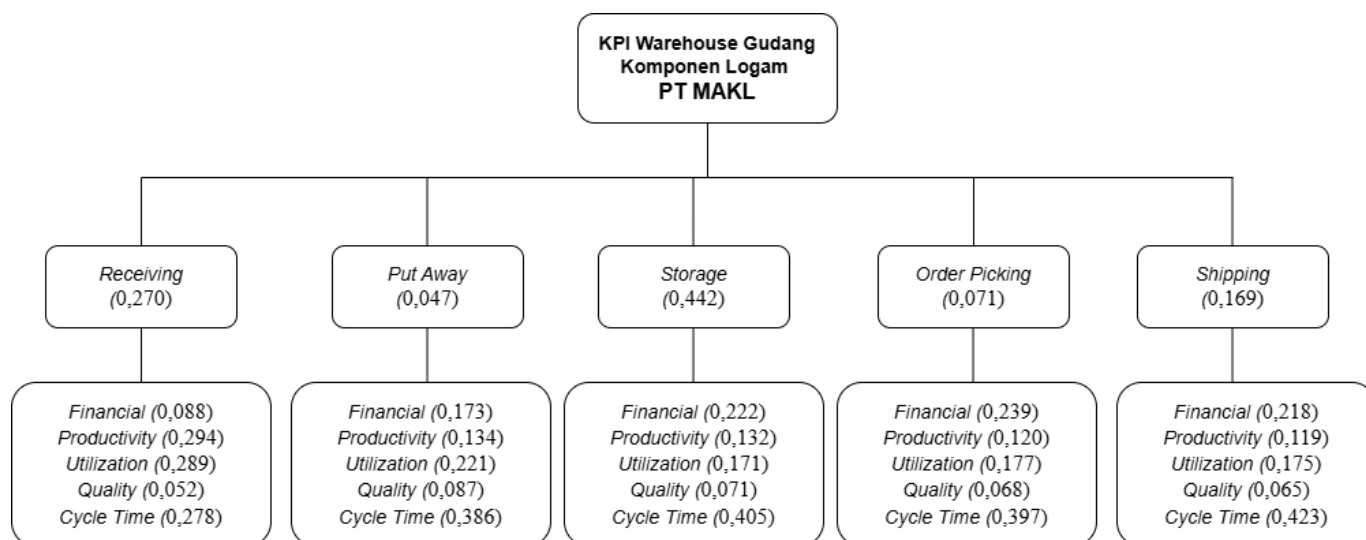 KPI Warehouse Gudang
Komponen Logam
PT MAKL
Receiving
(0,270)
Put Away
(0,047)
Storage
(0,442)
Order Picking
(0,071)
Shipping
(0,169)
Financial (0,088)
Productivity (0,294)
Utilization (0,289)
Quality (0,052)
Cycle Time (0,278)
Financial (0,173)
Productivity (0,134)
Utilization (0,221)
Quality (0,087)
Cycle Time (0,386)
Financial (0,222)
Productivity (0,132)
Utilization (0,171)
Quality (0,071)
Cycle Time (0,405)
Financial (0,239)
Productivity (0,120)
Utilization (0,177)
Quality (0,068)
Cycle Time (0,397)
Financial (0,218)
Productivity (0,119)
Utilization (0,175)
Quality (0,065)
Cycle Time (0,423)